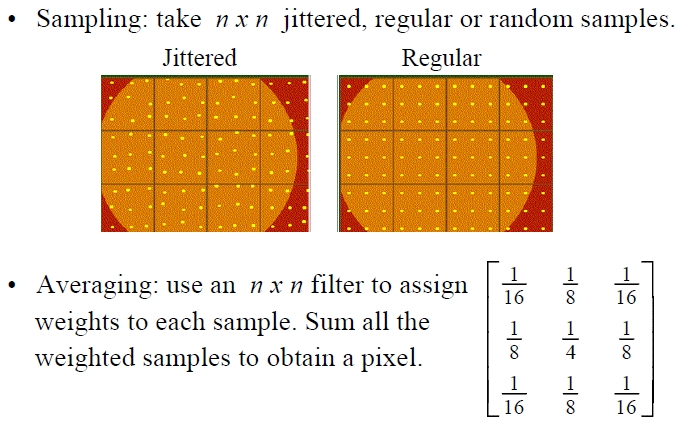 • Sampling: take n x n jittered, regular or random samples.
Jittered Regular
• Averaging: use an n x n filter to assign
weights to each sample. Sum all the
weighted samples to obtain a pixel.
1/16 1/8 1/16
1/8 1/4 1/8
1/16 1/8 1/16